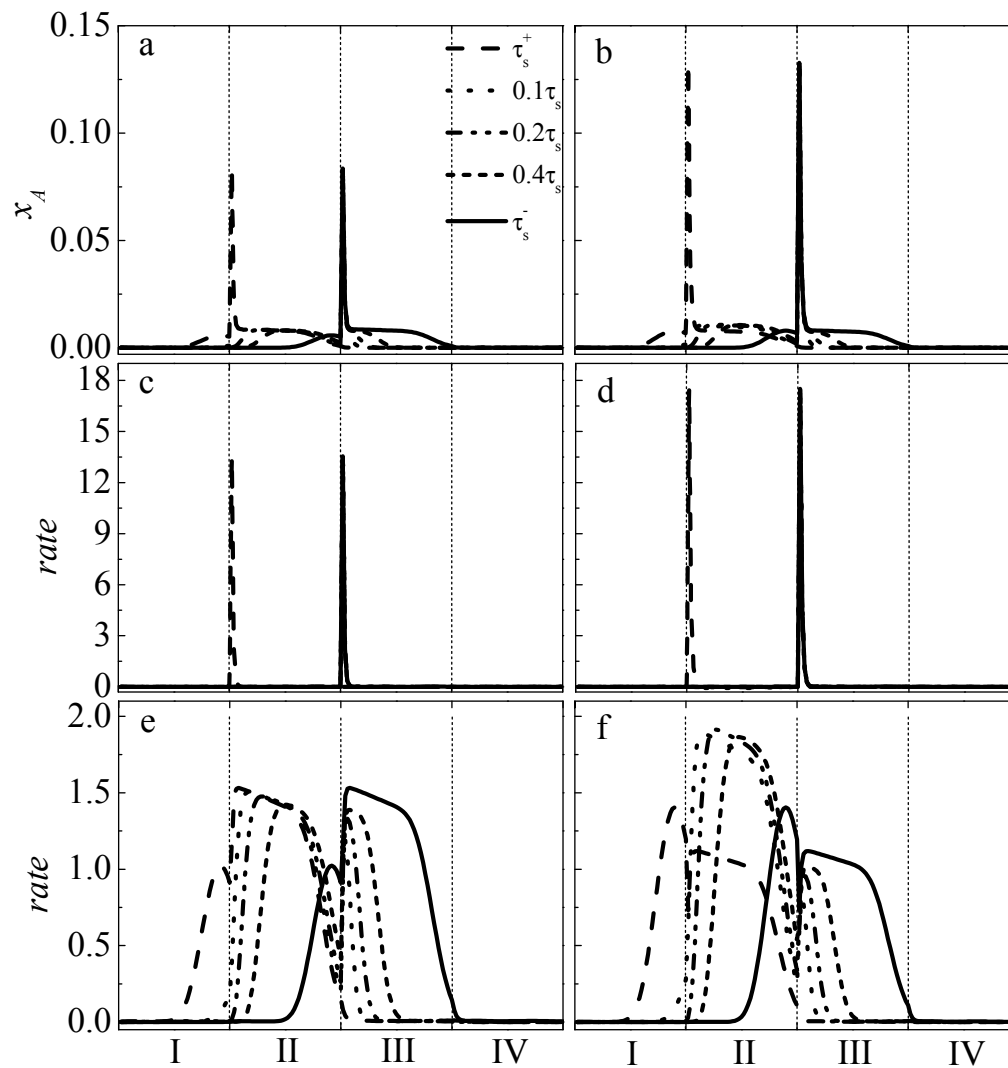 0.15
a
b
τs+
0.1τs
0.2τs
0.4τs
τs-
0.10
0.05
0.00
xA
18
15
12
9
6
3
0
rate
c
d
2.0
1.5
1.0
0.5
0.0
rate
e
f
I II III IV I II III IV